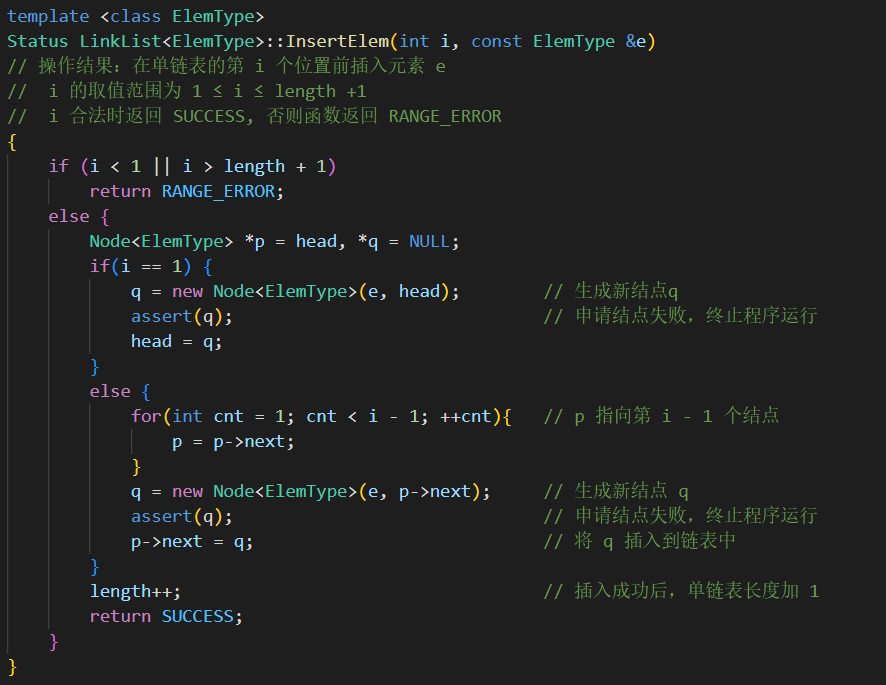 template <class ElemType>
Status LinkList<ElemType>::InsertElem(int i, const ElemType &e)
// 操作结果：在单链表的第 i 个位置前插入元素 e
//  i 的取值范围为 1 ≤ i ≤ length +1
//  i 合法时返回 SUCCESS, 否则函数返回 RANGE_ERROR
{
    if (i < 1 || i > length + 1)
        return RANGE_ERROR;
    else {
        Node<ElemType> *p = head, *q = NULL;
        if(i == 1) {
            q = new Node<ElemType>(e, head);        // 生成新结点q
            assert(q);                              // 申请结点失败，终止程序运行
            head = q;
        }
        else {
            for(int cnt = 1; cnt < i - 1; ++cnt){   // p 指向第 i - 1 个结点
                p = p->next;
            }
            q = new Node<ElemType>(e, p->next);     // 生成新结点 q
            assert(q);                              // 申请结点失败，终止程序运行
            p->next = q;                            // 将 q 插入到链表中
        }
        length++;                                   // 插入成功后，单链表长度加 1
        return SUCCESS;
    }
}